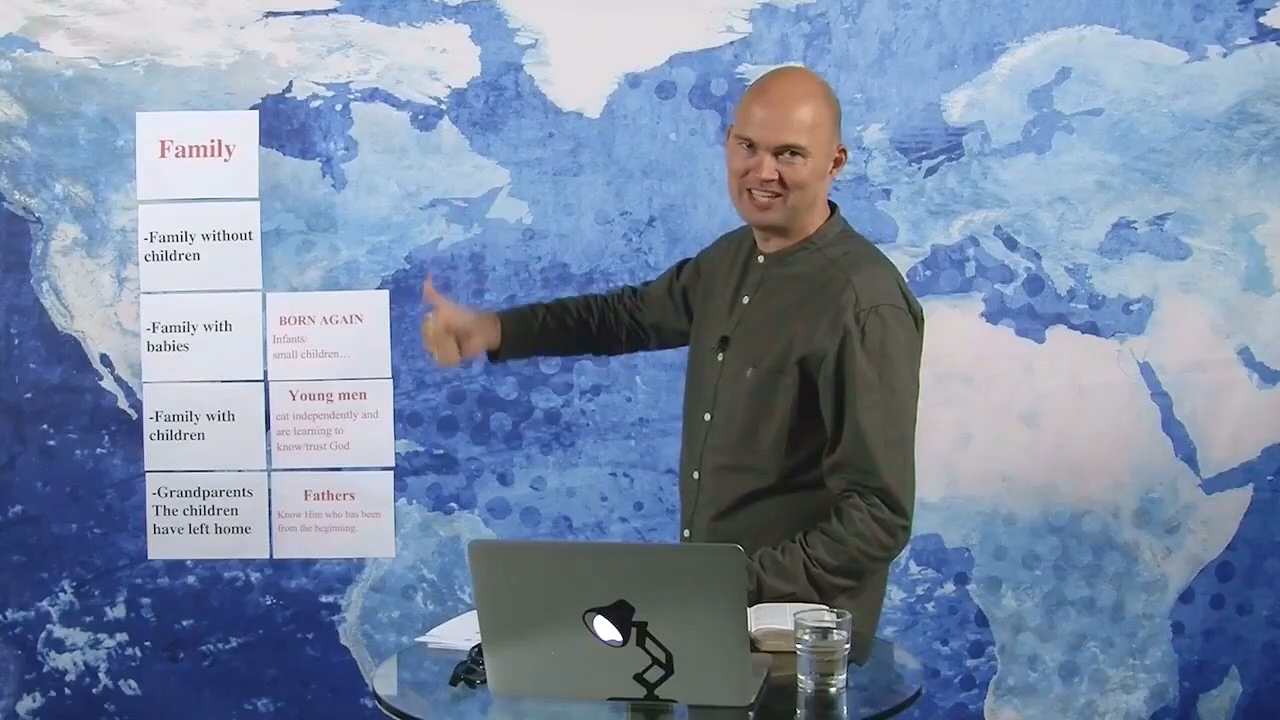 Family
-Family without
children
-Family with
babies
BORN AGAIN
Infants/
small children…
-Family with
children
Young men
eat independently and
are learning to
know/trust God
-Grandparents
The children
have left home
Fathers
Know Him who has been
from the beginning.